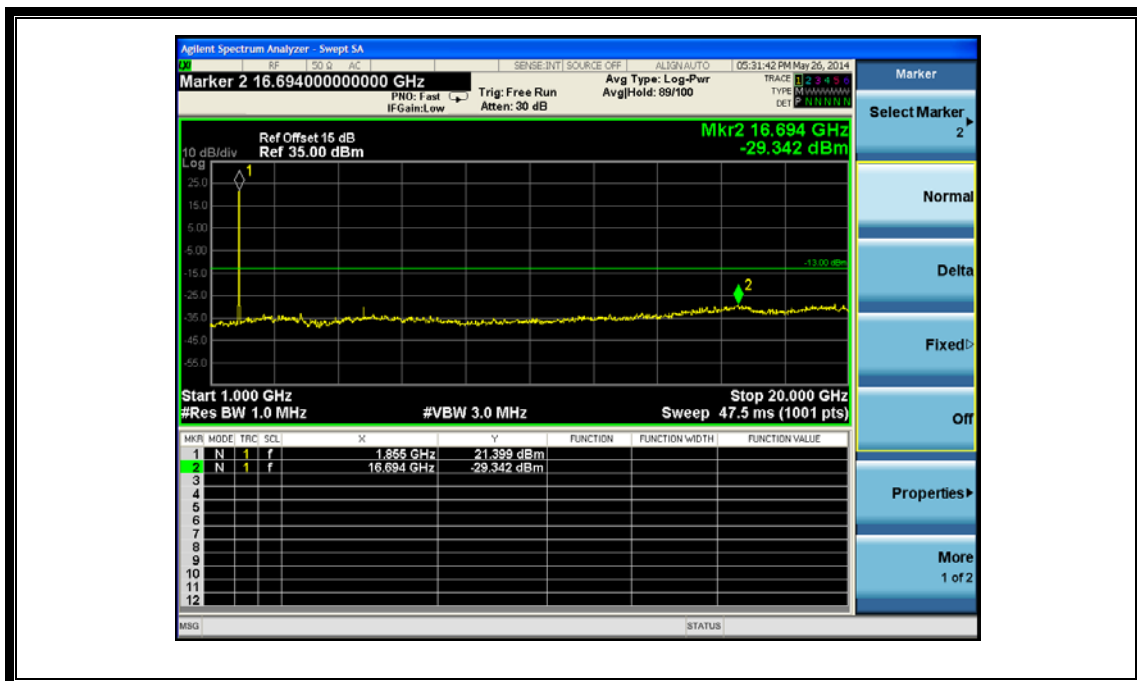 Agilent Spectrum Analyzer - Swept SA
RF 50 Ω AC SENSE:INT SOURCE OFF ALIGN AUTO 05:31:42 PM May 26, 2014
Marker 2 16.694000000000 GHz
PNO: Fast
IFGain:Low
Trig: Free Run
Atten: 30 dB
Avg Type: Log-Pwr
Avg|Hold: 89/100
TRACE 1 2 3 4 5 6
TYPE M
DET P N N N N N
Ref Offset 15 dB
10 dB/div Ref 35.00 dBm
Log
Mkr2 16.694 GHz
-29.342 dBm
1
25.0
15.0
5.00
-5.00
-13.00 dBm
-15.0
2
-25.0
-35.0
-45.0
-55.0
Start 1.000 GHz Stop 20.000 GHz
#Res BW 1.0 MHz #VBW 3.0 MHz Sweep 47.5 ms (1001 pts)
MKR MODE TRC SCL X Y FUNCTION FUNCTION WIDTH FUNCTION VALUE
1 N 1 f 1.855 GHz 21.399 dBm
2 N 1 f 16.694 GHz -29.342 dBm
3
4
5
6
7
8
9
10
11
12
MSG STATUS
Marker
Select Marker
2
Normal
Delta
Fixed
Off
Properties
More
1 of 2